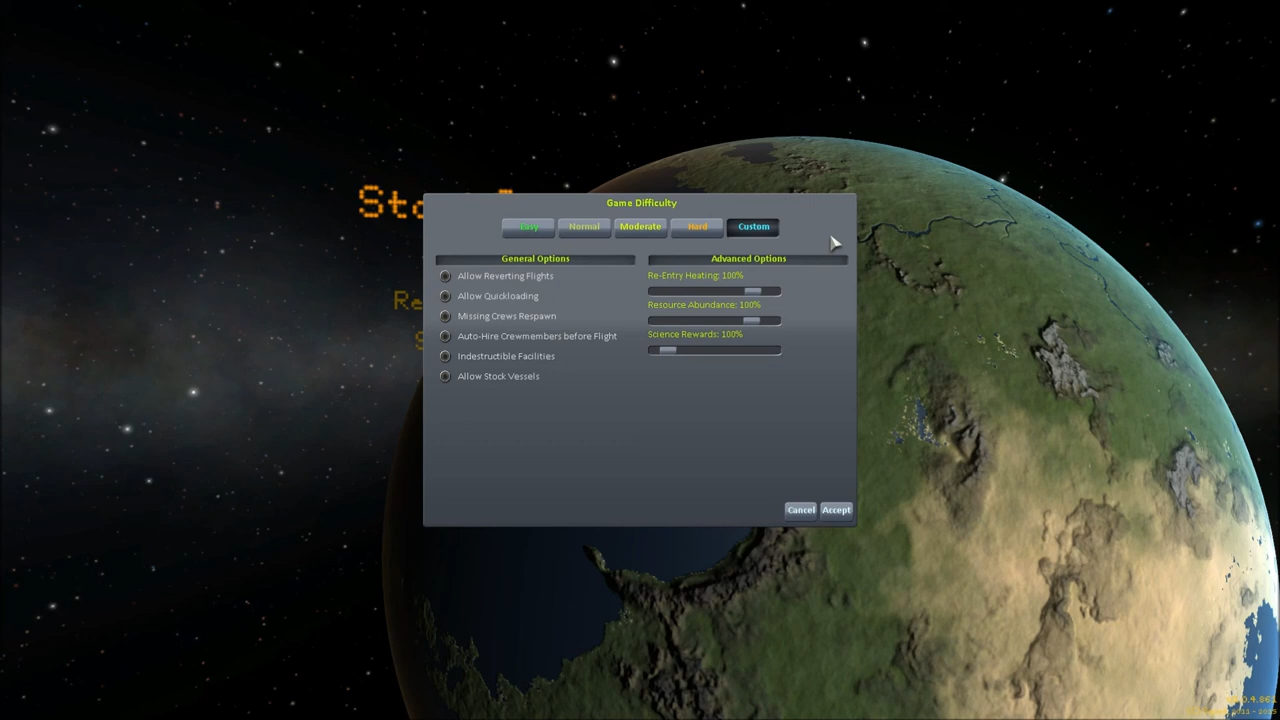 Game Difficulty
Easy Normal Moderate Hard Custom
General Options
Allow Reverting Flights
Allow Quickloading
Missing Crews Respawn
Auto-Hire Crewmembers before Flight
Indestructible Facilities
Allow Stock Vessels
Advanced Options
Re-Entry Heating: 100%
Resource Abundance: 100%
Science Rewards: 100%
Cancel Accept